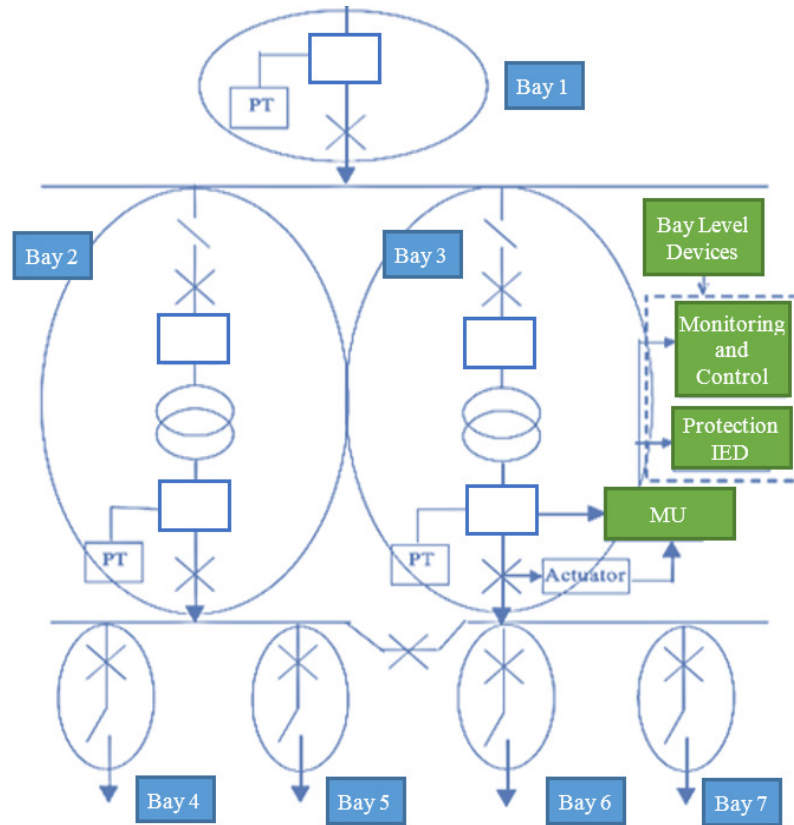 PT
Bay 1
Bay 2
Bay 3
Bay Level
Devices
Monitoring
and
Control
Protection
IED
MU
PT
PT
Actuator
Bay 4
Bay 5
Bay 6
Bay 7